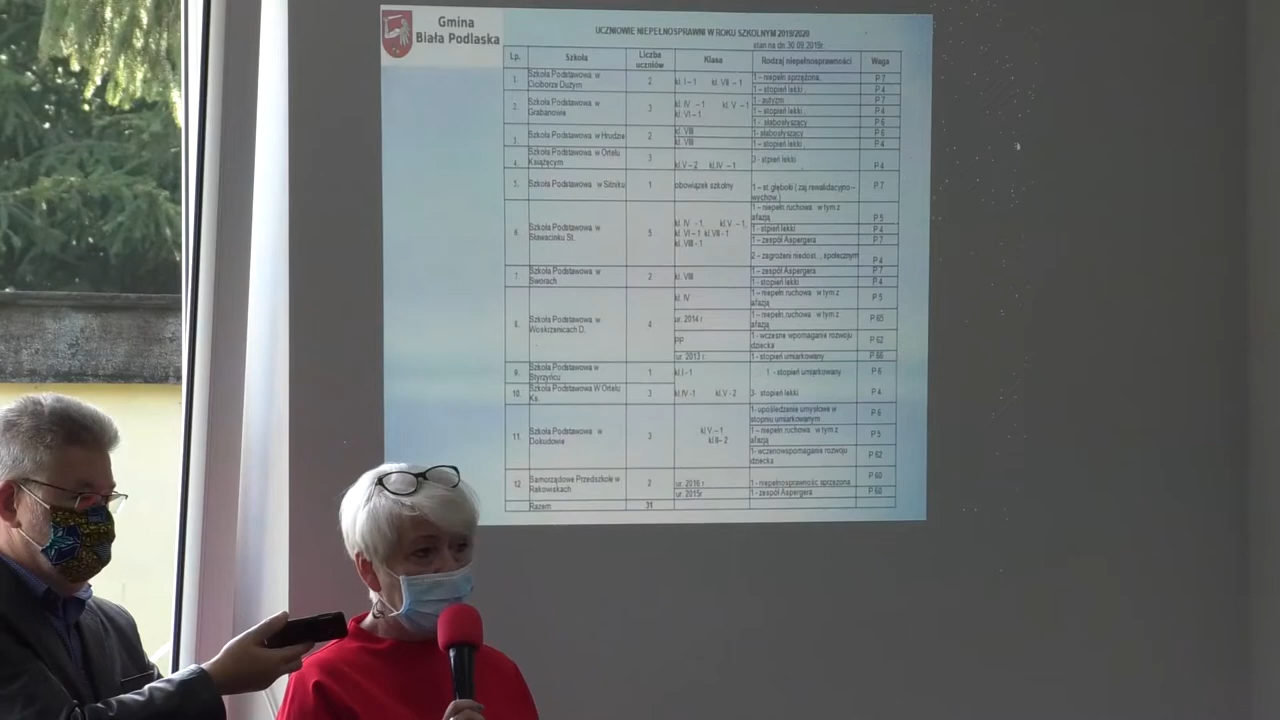 Gmina
Biała Podlaska
UCZNIOWIE NIEPEŁNOSPRAWNI W ROKU SZKOLNYM 2019/2020
stan na dn 30.09.2019r.
Lp. Szkoła Liczba uczniów Klasa Rodzaj niepełnosprawności Waga
1. Szkoła Podstawowa w Ciciborze Dużym 2 kl. I – 1 kl. VII – 1 1 – niepełn sprzężona, P 7
1 – stopień lekki , P 4
2. Szkoła Podstawowa w Grabanowie 3 kl. IV – 1 kl. V – 1 kl. VI – 1 1 - autyzm P 7
1 – stopień lekki , P 4
1 - słabosłyszący P 6
3. Szkoła Podstawowa w Hrudzie 2 kl. VIII 1- słabosłyszący P 6
kl. VIII 1 – stopień lekki P 4
4. Szkoła Podstawowa w Ortelu Książęcym 3 kl.V – 2 kl.IV – 1 3 - stpień lekki P 4
5. Szkoła Podstawowa w Sitniku 1 obowiązek szkolny 1 – st. głęboki ( zaj rewalidacyjno – wychow.) P 7
6. Szkoła Podstawowa w Sławacinku St. 5 kl. IV - 1, kl. V – 1, kl. VI – 1 kl. VII - 1 kl. VIII - 1 1 – niepełn.ruchowa w tym z afazją P 5
1 - stpień lekki P 4
1 – zespół Aspergera P 7
2 – zagrożeni niedost. , społecznym P 4
7. Szkoła Podstawowa w Sworach 2 kl. VIII 1 – zespół Aspergera P 7
1 - stopień lekki P 4
8. Szkoła Podstawowa w Woskrzenicach D. 4 kl. IV 1 – niepełn.ruchowa w tym z afazją P 5
ur. 2014 r 1 – niepełn.ruchowa w tym z afazją P 65
pp 1 - wczesne wpomaganie rozwoju dziecka P 62
ur. 2013 r. 1 - stopień umiarkowany P 66
9. Szkoła Podstawowa w Styrzyńcu 1 kl.I - 1 1 - stopień umiarkowany P 6
10. Szkoła Podstawowa W Ortelu Ks. 3 kl.IV -1 kl.V - 2 3- stopień lekki P 4
11. Szkoła Podstawowa w Dokudowie 3 kl.V – 1 kl II – 2 1- upośledzenie umysłowe w stopniu umiarkowanym P 6
1 – niepełn ruchowa w tym z afazją P 5
1- wczenowspomaganie rozwoju dziecka P 62
12 Samorządowe Przedszkole w Rakowiskach 2 ur. 2016 r 1 - niepełnosprawność sprzężona P 60
ur. 2015r 1 - zespół Aspergera P 68
Razem 31